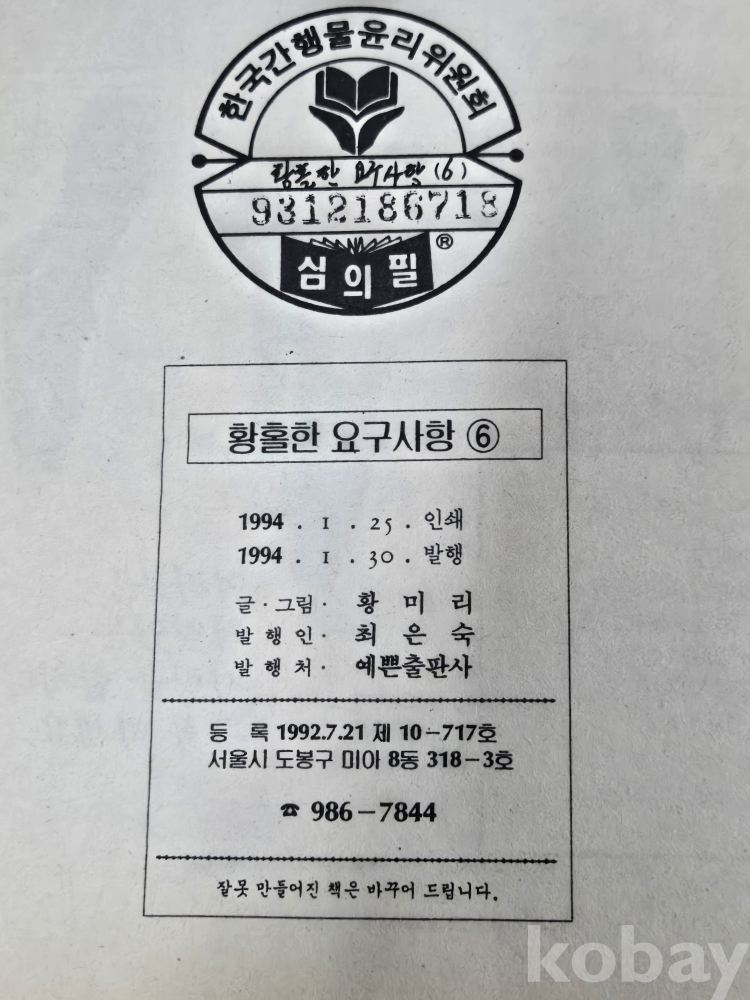 한국간행물윤리위원회
황홀한 요구사항 (6)
9312186718
심의필 ®
황홀한 요구사항 ⑥
1994 . 1 . 25 . 인쇄
1994 . 1 . 30 . 발행
글 · 그림 · 황 미 리
발 행 인 · 최 은 숙
발 행 처 · 예쁜출판사
등 록 1992.7.21 제 10-717호
서울시 도봉구 미아 8동 318-3호
☎ 986-7844
잘못 만들어진 책은 바꾸어 드립니다.
kobay